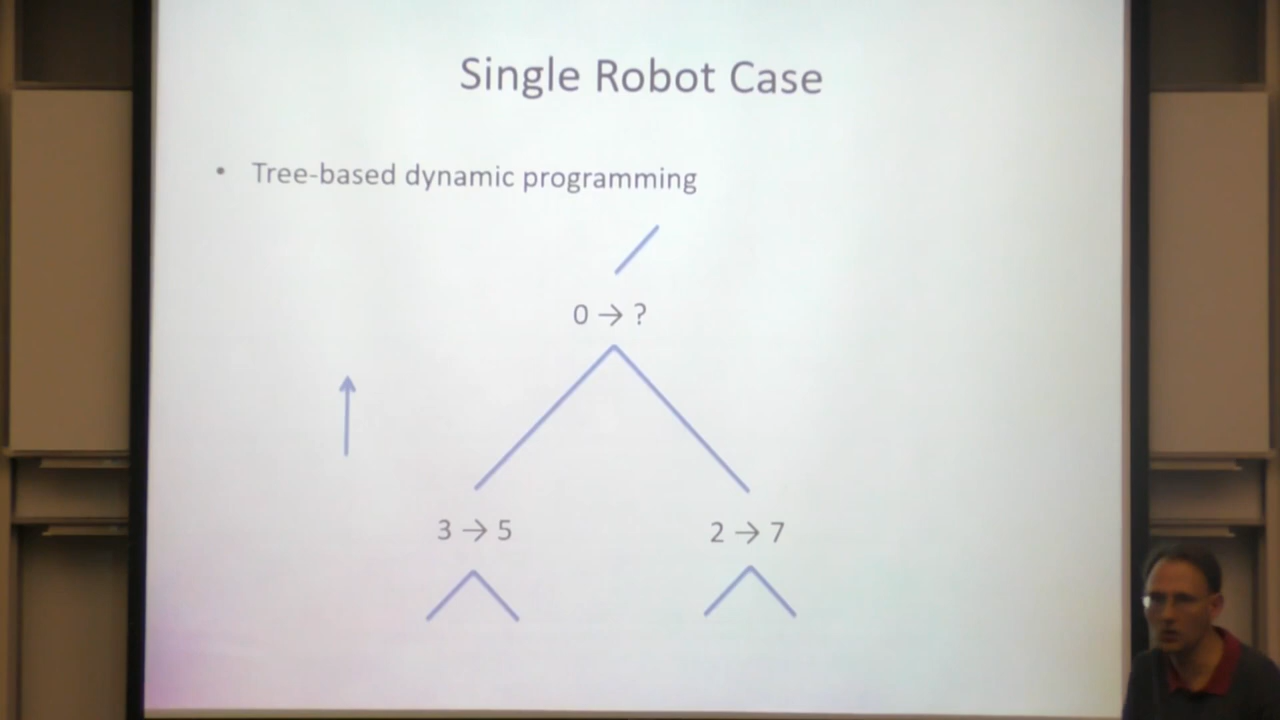 Single Robot Case
• Tree-based dynamic programming
0 → ?
3 → 5
2 → 7